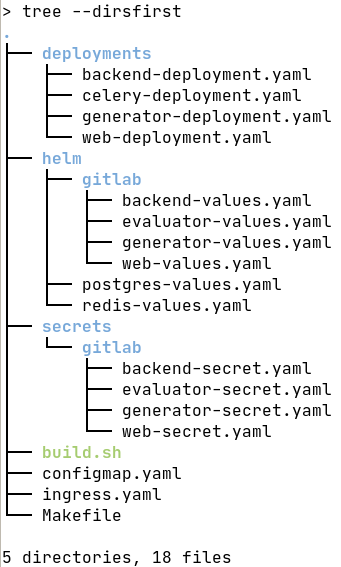 > tree --dirsfirst
.
├── deployments
│   ├── backend-deployment.yaml
│   ├── celery-deployment.yaml
│   ├── generator-deployment.yaml
│   └── web-deployment.yaml
├── helm
│   ├── gitlab
│   │   ├── backend-values.yaml
│   │   ├── evaluator-values.yaml
│   │   ├── generator-values.yaml
│   │   └── web-values.yaml
│   ├── postgres-values.yaml
│   └── redis-values.yaml
├── secrets
│   └── gitlab
│       ├── backend-secret.yaml
│       ├── evaluator-secret.yaml
│       ├── generator-secret.yaml
│       └── web-secret.yaml
├── build.sh
├── configmap.yaml
├── ingress.yaml
└── Makefile

5 directories, 18 files